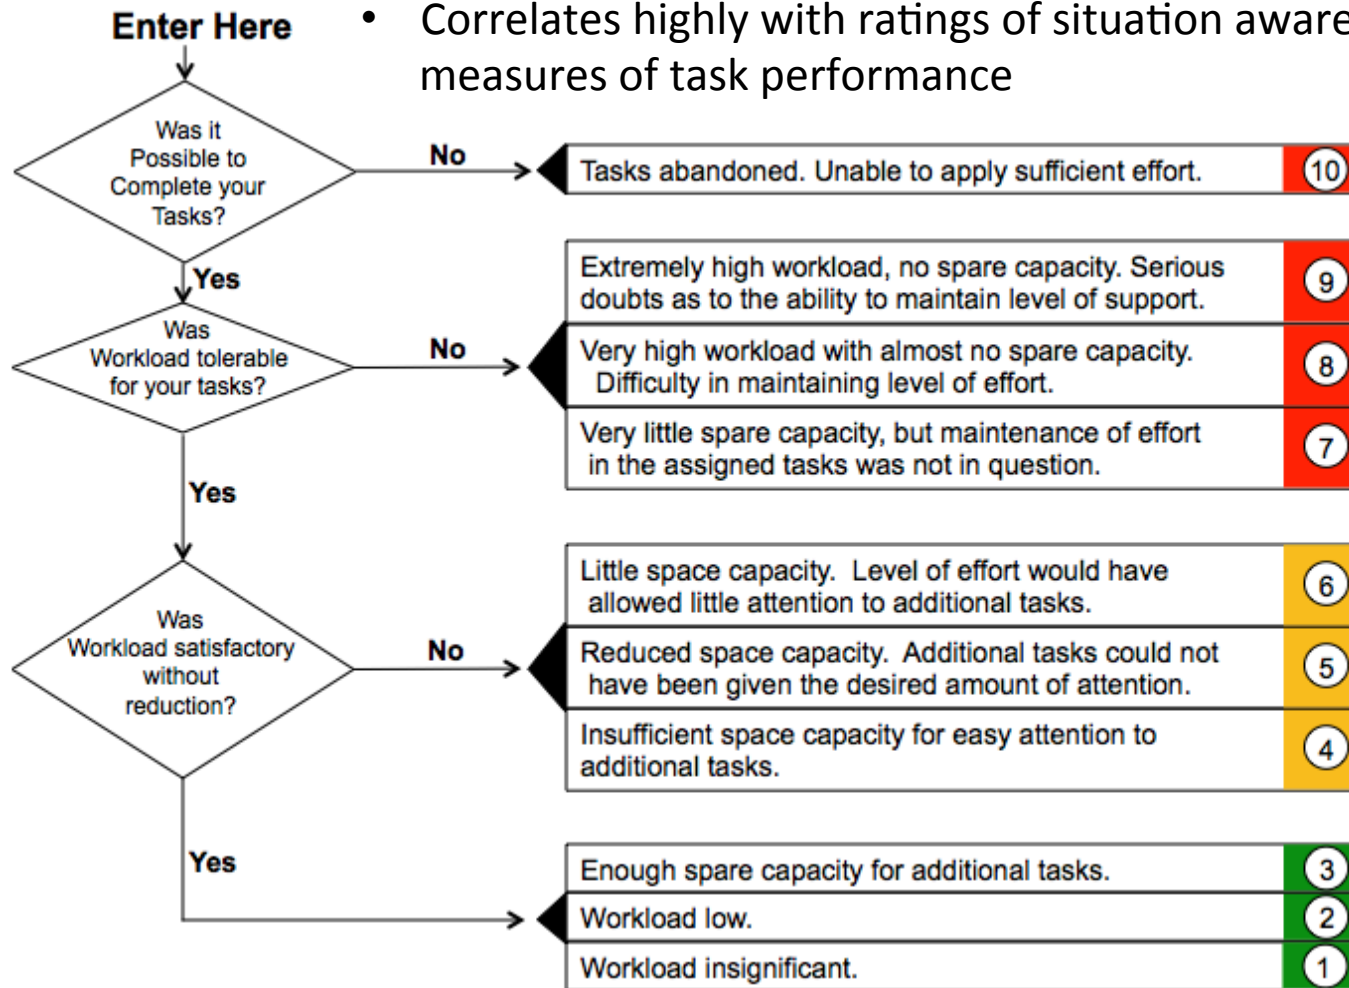 Enter Here
• Correlates highly with ratings of situation aware
measures of task performance
Was it
Possible to
Complete your
Tasks?
No
Tasks abandoned. Unable to apply sufficient effort.
10
Yes
Was
Workload tolerable
for your tasks?
No
Extremely high workload, no spare capacity. Serious
doubts as to the ability to maintain level of support.
9
Very high workload with almost no spare capacity.
Difficulty in maintaining level of effort.
8
Very little spare capacity, but maintenance of effort
in the assigned tasks was not in question.
7
Yes
Was
Workload satisfactory
without
reduction?
No
Little space capacity. Level of effort would have
allowed little attention to additional tasks.
6
Reduced space capacity. Additional tasks could not
have been given the desired amount of attention.
5
Insufficient space capacity for easy attention to
additional tasks.
4
Yes
Enough spare capacity for additional tasks.
3
Workload low.
2
Workload insignificant.
1